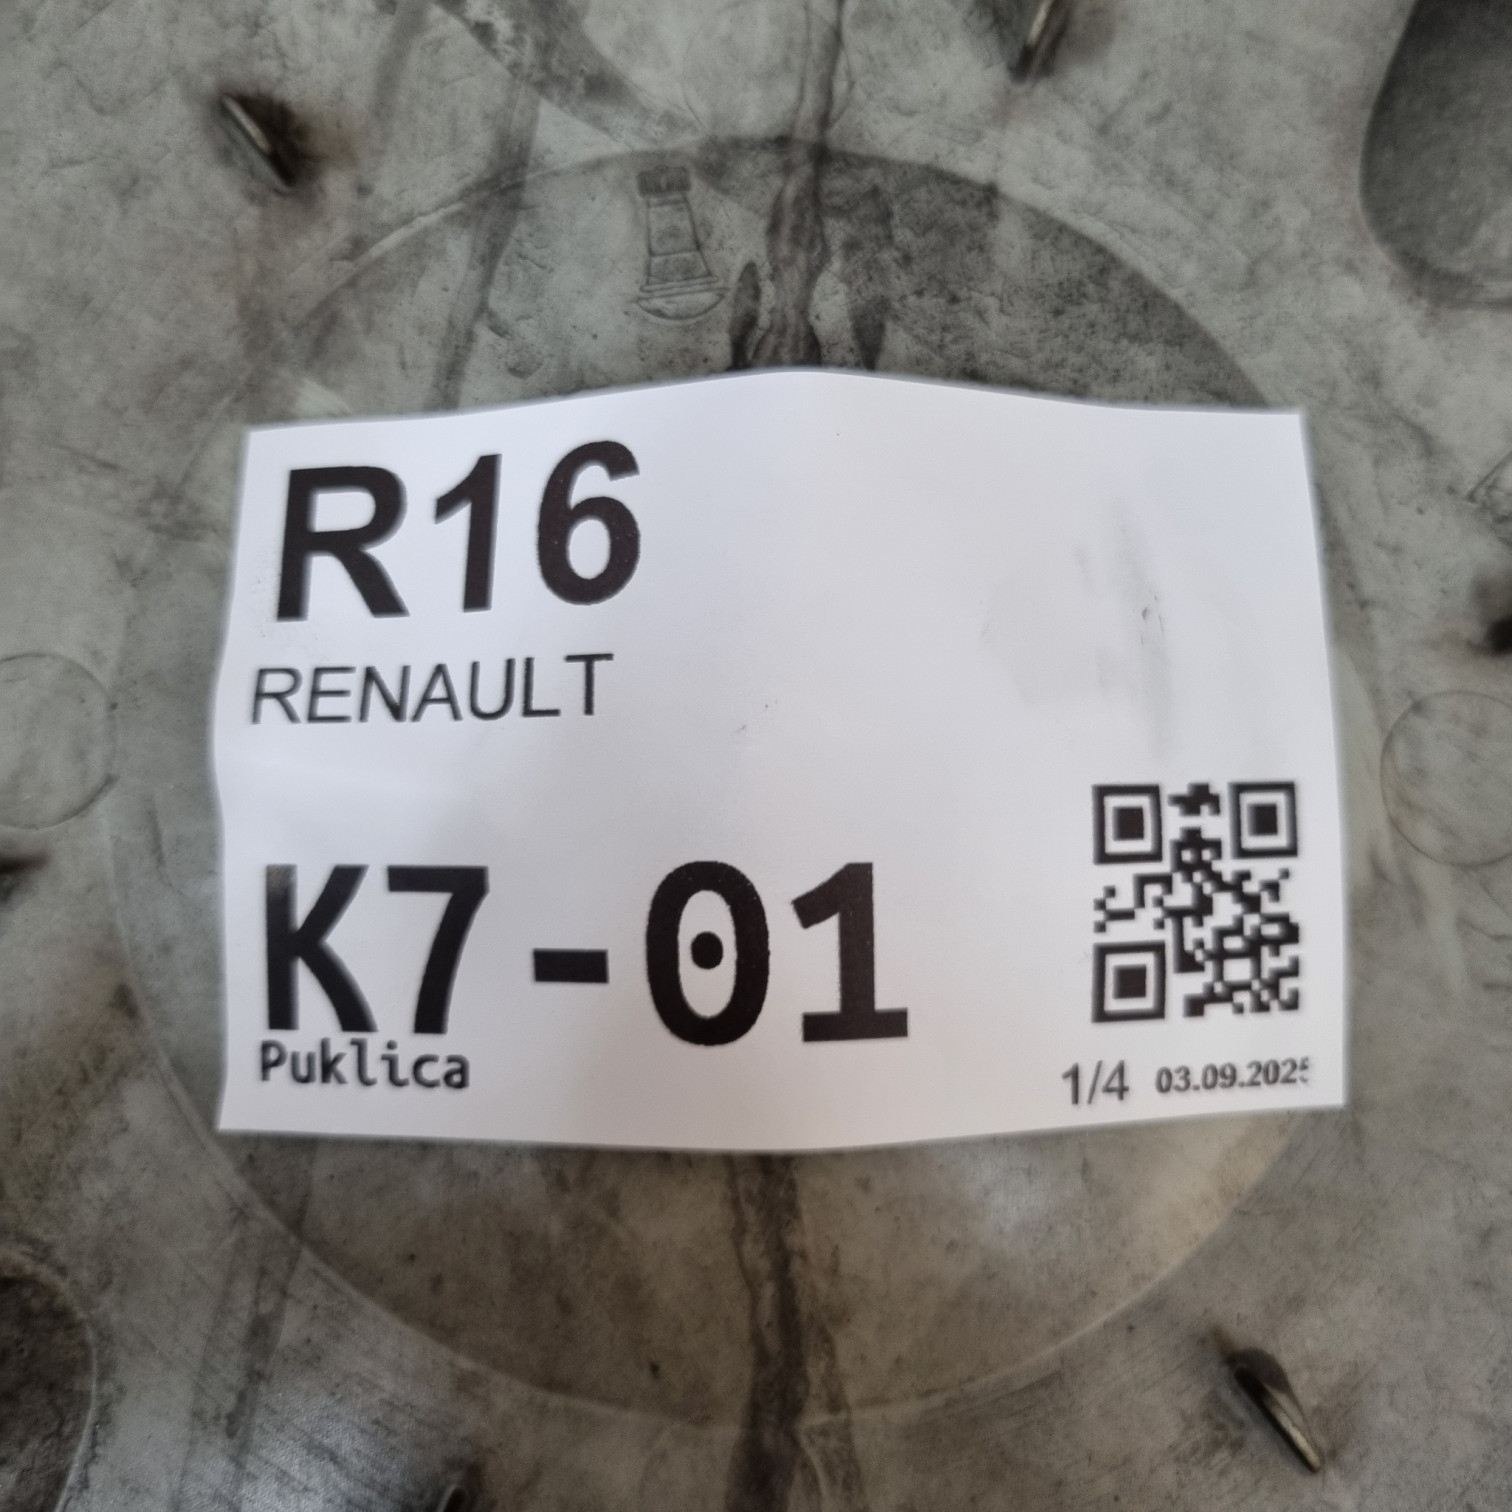 R16
RENAULT
K7-01
Puklica
1/4 03.09.2025